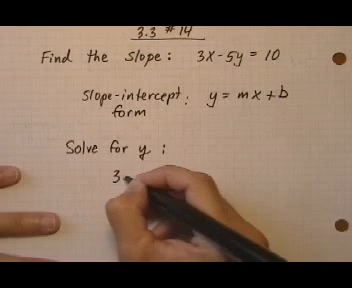 3.3 #14
Find the slope: 3x - 5y = 10
Slope-intercept: y = mx + b
form
Solve for y:
3